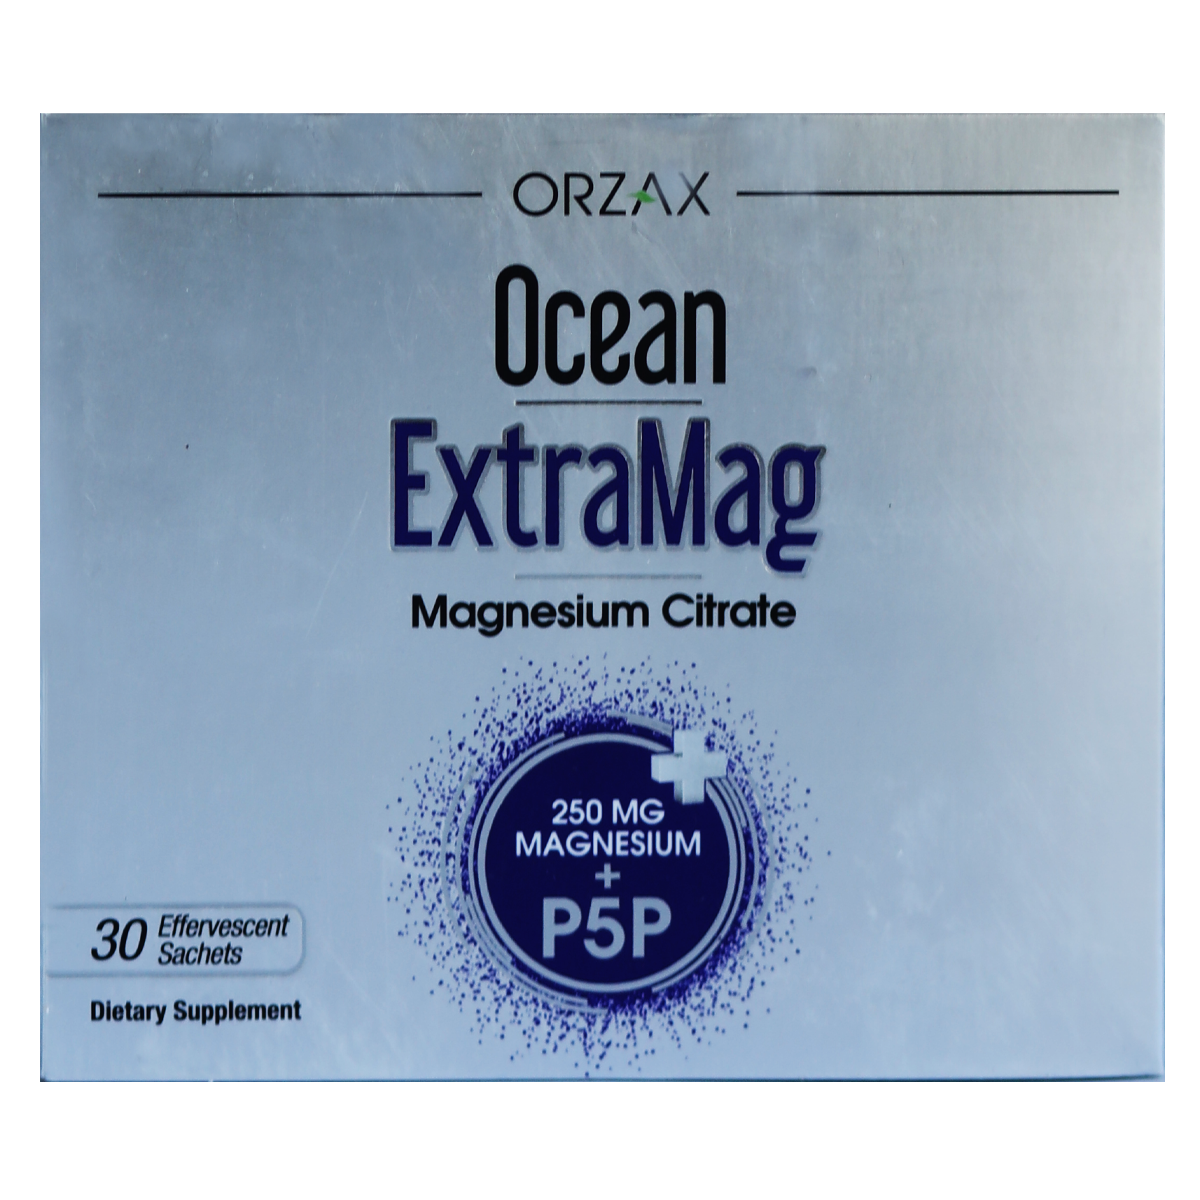 ORZAX
Ocean
ExtraMag
Magnesium Citrate
250 MG
MAGNESIUM
+
P5P
30 Effervescent
Sachets
Dietary Supplement